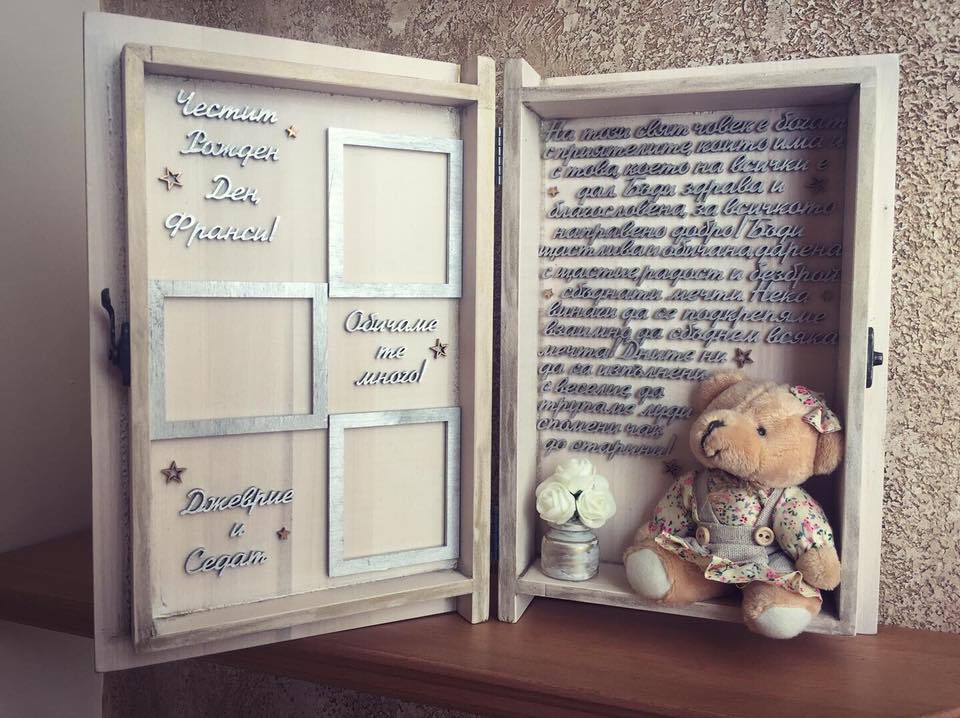 Честит
Рожден
Ден,
Франси!
Обичаме
те
много!
Джеврие
и
Седат
На този свят човек е богат
с приятелите, които има и
с това, което на всички е
дал. Бъди здрава и
благословена, за всичкото
направено добро! Бъди
щастлива и обичана, дарена
с щастие, радост и безброй
сбъднати мечти. Нека
винаги да се подкрепяме
взаимно, да сбъднем всяка
мечта! Дните ни
да са изпълнени
с веселие, да
трупаме луди
спомени чак
до старини!